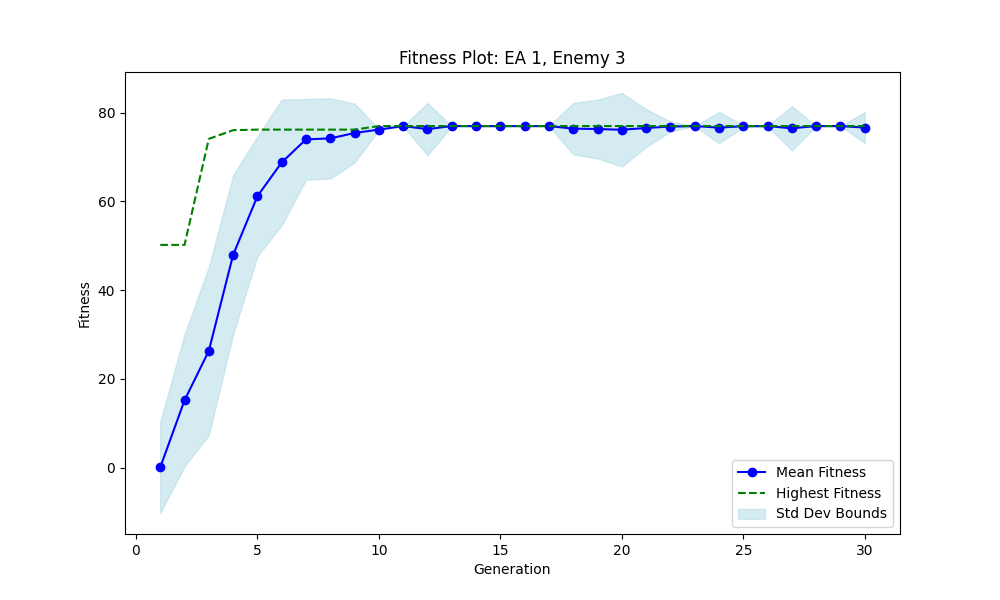 Fitness Plot: EA 1, Enemy 3
Fitness
80
60
40
20
0
0 5 10 15 20 25 30
Generation
Mean Fitness
Highest Fitness
Std Dev Bounds